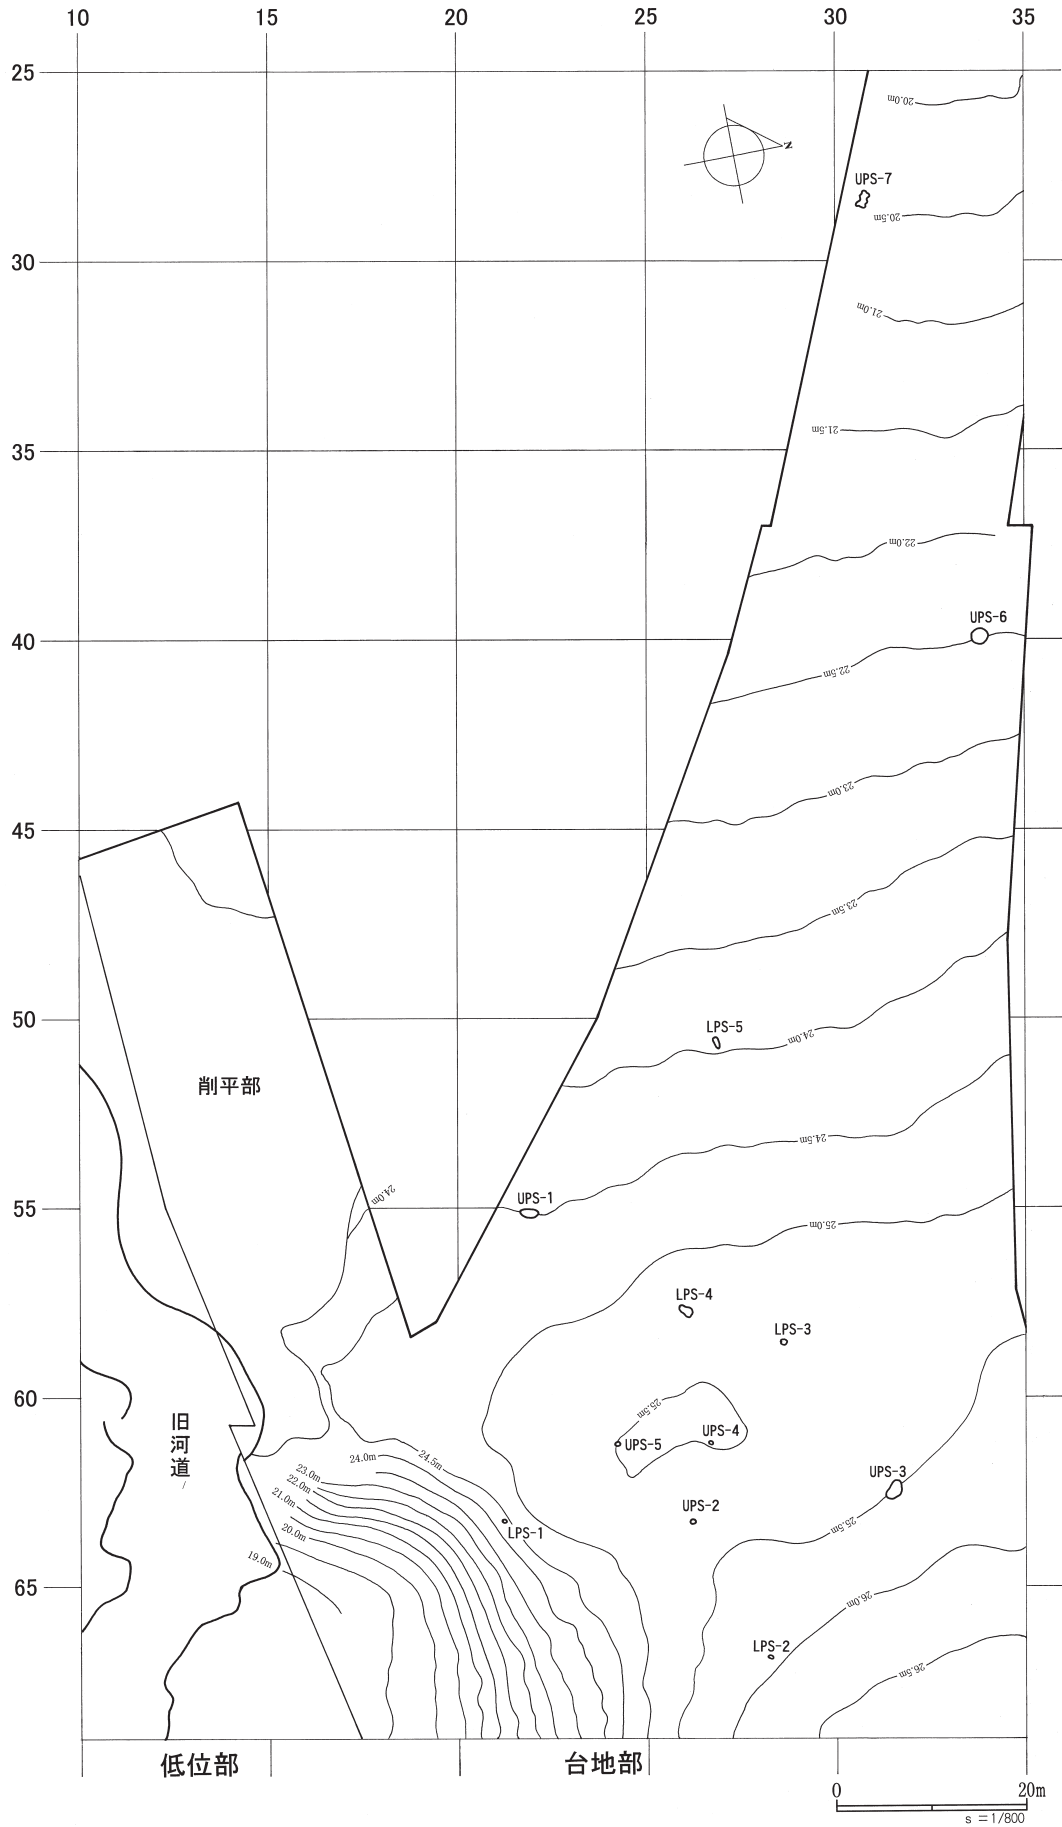 10 15 20 25 30 35
25
20.0m
N
UPS-7
20.5m
30
21.0m
21.5m
35
22.0m
UPS-6
40
22.5m
23.0m
45
23.5m
50
LPS-5
24.0m
削平部
24.5m
24.0m
UPS-1
55
25.0m
LPS-4
LPS-3
60
25.5m
旧河道
UPS-5
UPS-4
24.5m
24.0m
23.0m
UPS-3
22.0m
21.0m
UPS-2
25.5m
20.0m
LPS-1
19.0m
65
26.0m
LPS-2
26.5m
低位部 台地部
0 20m
s =1/800